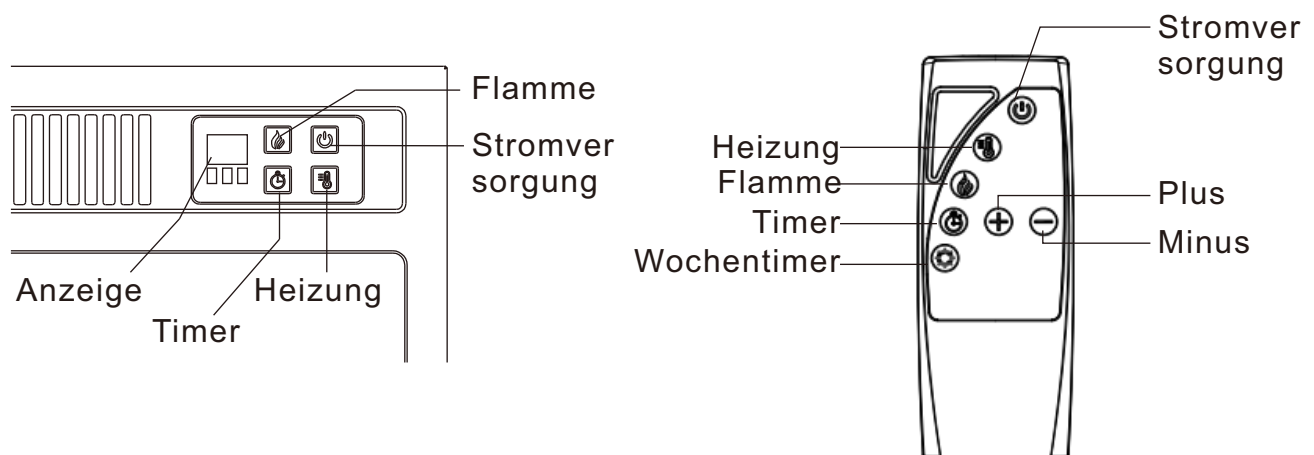 Flamme
Stromver
sorgung
Anzeige
Heizung
Timer
Stromver
sorgung
Heizung
Flamme
Timer
Wochentimer
Plus
Minus